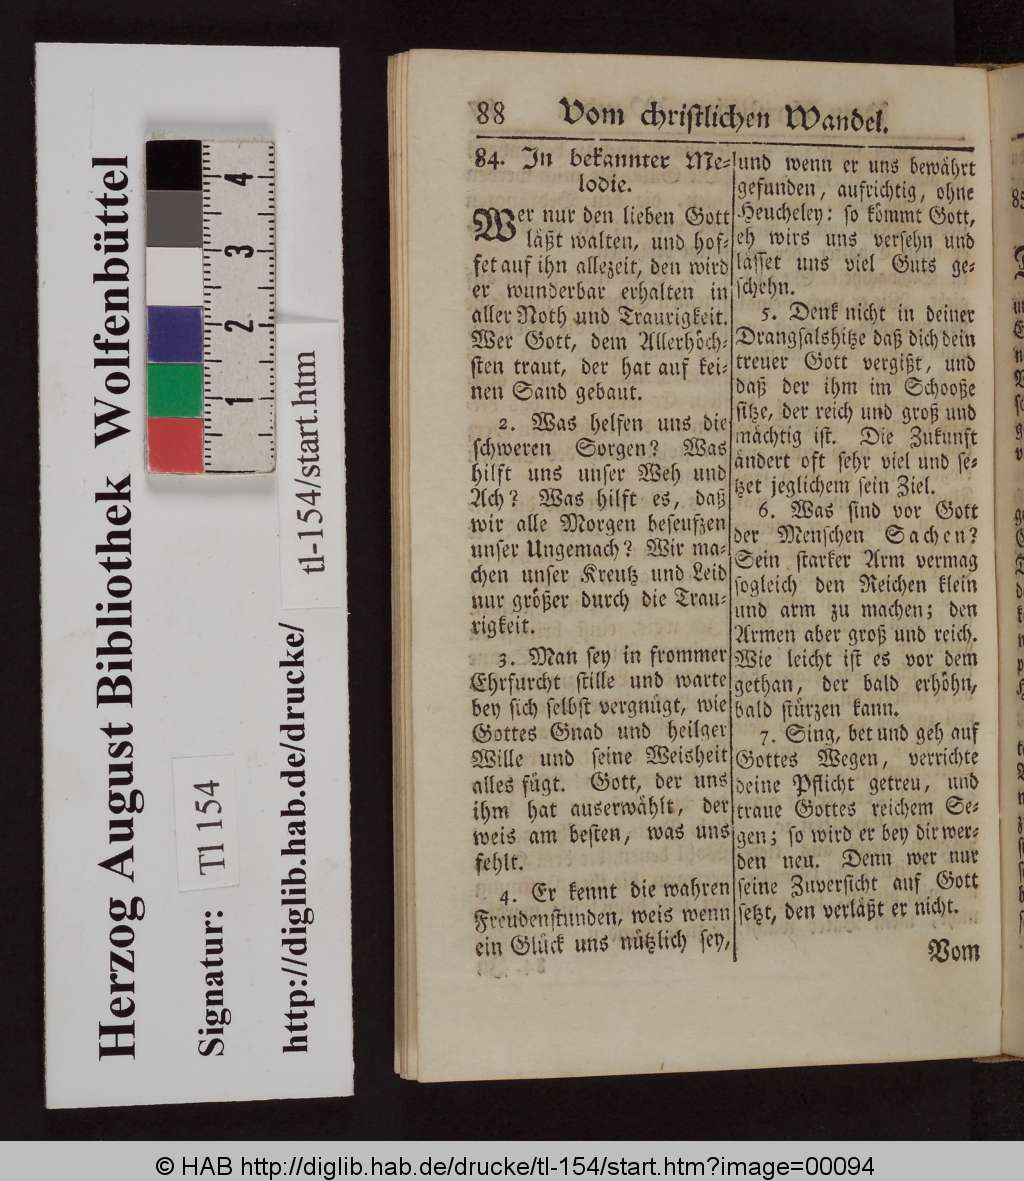 Herzog August Bibliothek Wolfenbüttel
Signatur: Tl 154
http://diglib.hab.de/drucke/ tl-154/start.htm
1 2 3 4
88 Vom christlichen Wandel.
84. In bekannter Me-
lodie.
Wer nur den lieben Gott
läßt walten, und hof-
fet auf ihn allezeit, den wird
er wunderbar erhalten in
aller Noth und Traurigkeit.
Wer Gott, dem Allerhöch-
sten traut, der hat auf kei-
nen Sand gebaut.
2. Was helfen uns die
schweren Sorgen? Was
hilft uns unser Weh und
Ach? Was hilft es, daß
wir alle Morgen beseufzen
unser Ungemach? Wir ma-
chen unser Kreutz und Leid
nur größer durch die Trau-
rigkeit.
3. Man sey in frommer
Ehrfurcht stille und warte
bey sich selbst vergnügt, wie
Gottes Gnad und heilger
Wille und seine Weisheit
alles fügt. Gott, der uns
ihm hat auserwählt, der
weis am besten, was uns
fehlt.
4. Er kennt die wahren
Freudenstunden, weis wenn
ein Glück uns nützlich sey,
und wenn er uns bewährt
gefunden, aufrichtig, ohne
Heucheley: so kömmt Gott,
eh wirs uns versehn und
lässet uns viel Guts ge-
schehn.
5. Denk nicht in deiner
Drangsalshitze daß dich dein
treuer Gott vergißt, und
daß der ihm im Schooße
sitze, der reich und groß und
mächtig ist. Die Zukunft
ändert oft sehr viel und se-
tzet jeglichem sein Ziel.
6. Was sind vor Gott
der Menschen Sachen?
Sein starker Arm vermag
sogleich den Reichen klein
und arm zu machen; den
Armen aber groß und reich.
Wie leicht ist es vor dem
gethan, der bald erhöhn,
bald stürzen kann.
7. Sing, bet und geh auf
Gottes Wegen, verrichte
deine Pflicht getreu, und
traue Gottes reichem Se-
gen; so wird er bey dir wer-
den neu. Denn wer nur
seine Zuversicht auf Gott
setzt, den verläßt er nicht.
Vom
© HAB http://diglib.hab.de/drucke/tl-154/start.htm?image=00094